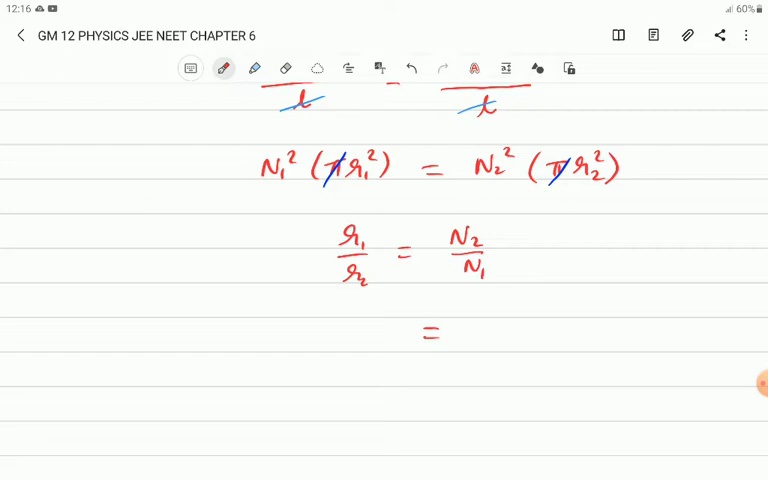 12:16 60%
GM 12 PHYSICS JEE NEET CHAPTER 6
t = t
N₁² (πr₁²) = N₂² (πr₂²)
r₁/r₂ = N₂/N₁
=